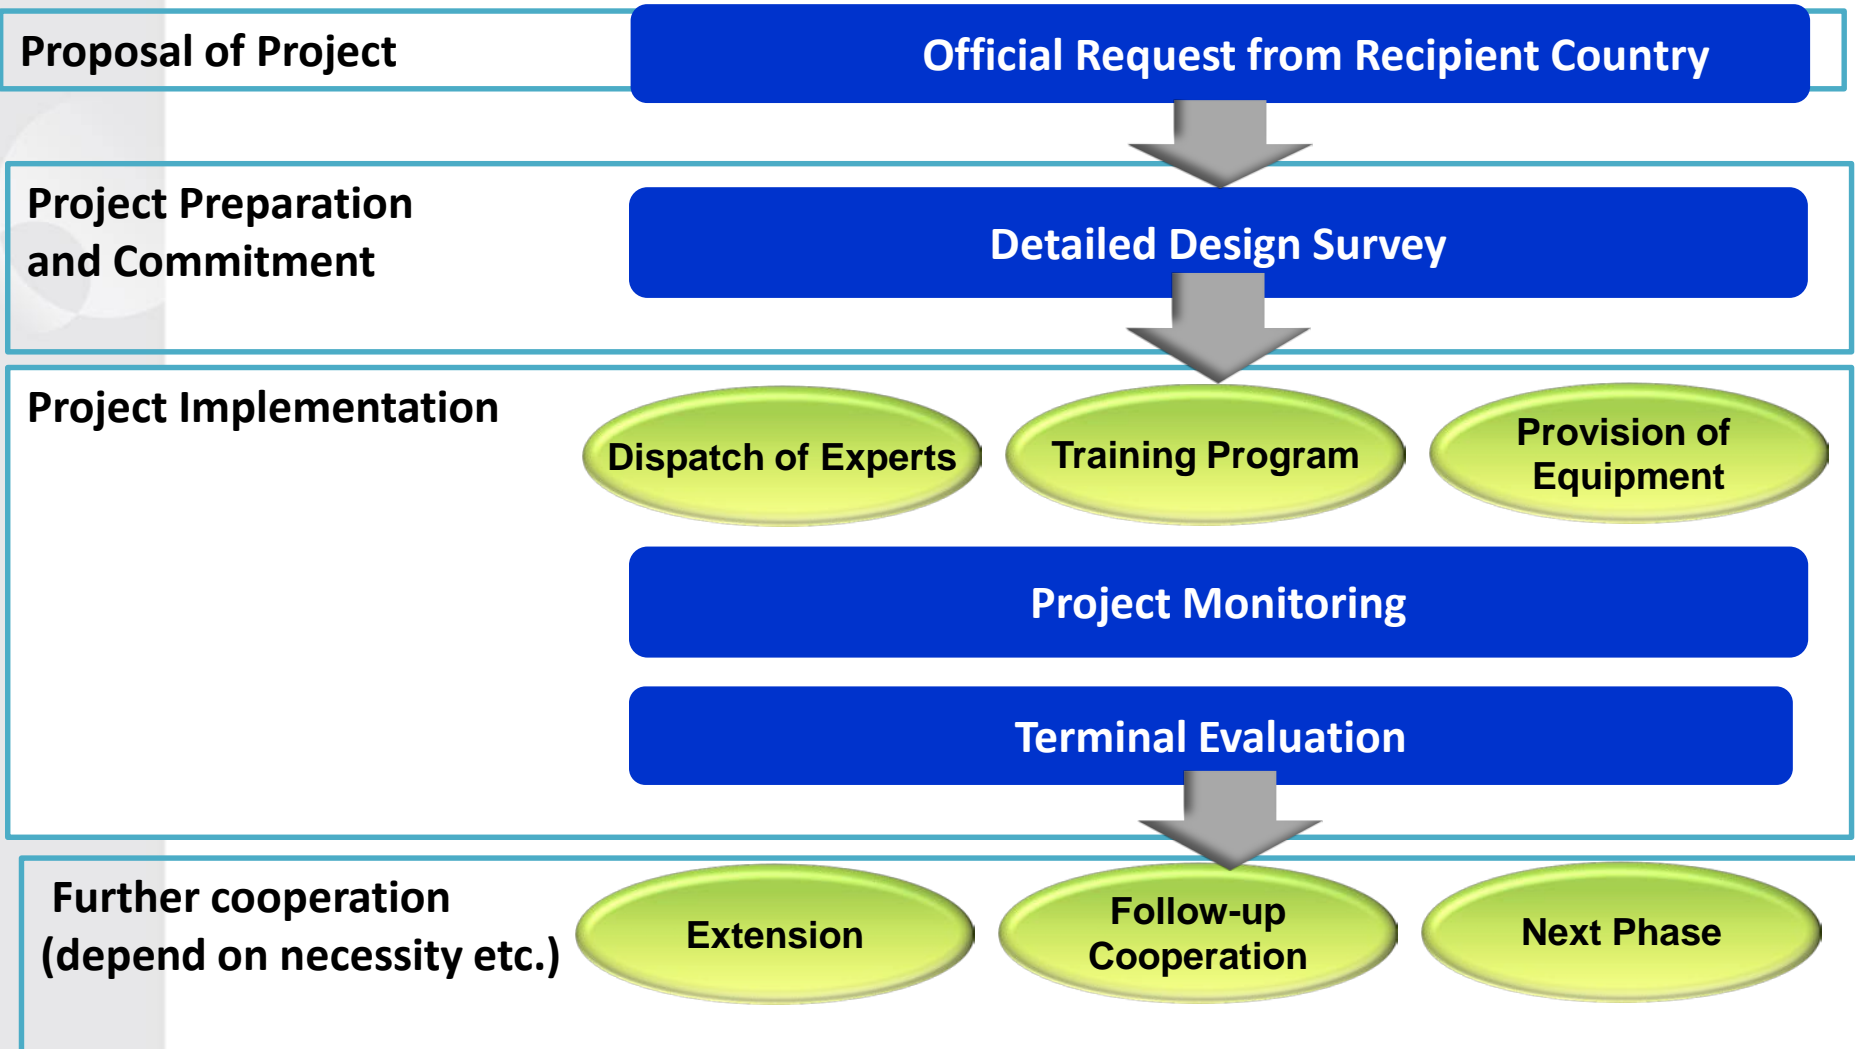 Proposal of Project
Official Request from Recipient Country
Project Preparation
and Commitment
Detailed Design Survey
Project Implementation
Dispatch of Experts
Training Program
Provision of
Equipment
Project Monitoring
Terminal Evaluation
Further cooperation
(depend on necessity etc.)
Extension
Follow-up
Cooperation
Next Phase